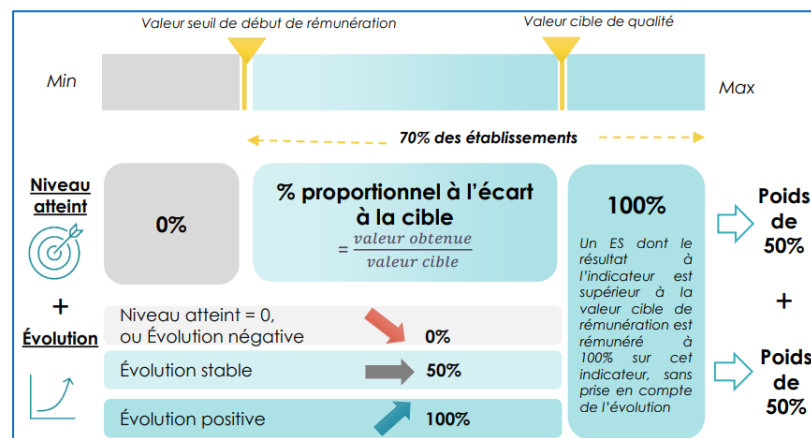 Valeur seuil de début de rémunération
Valeur cible de qualité
Min
Max
70% des établissements
Niveau
atteint
0%
% proportionnel à l'écart
à la cible
= valeur obtenue
valeur cible
100%
Un ES dont le
résultat à
l'indicateur est
supérieur à la
valeur cible de
rémunération est
rémunéré à
100% sur cet
indicateur, sans
prise en compte
de l'évolution
Poids
de
50%
+
+
Évolution
Niveau atteint = 0,
ou Évolution négative
0%
Évolution stable
50%
Évolution positive
100%
Poids
de
50%